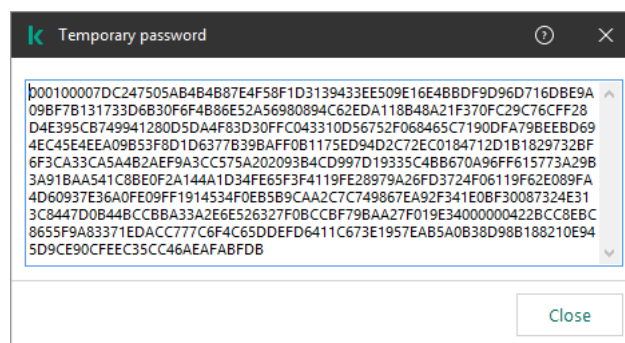 Temporary password
000100007DC247505AB4B4B87E4F58F1D3139433EE509E16E4BBDF9D96D716DBE9A
09BF7B131733D6B30F6F4B86E52A56980894C62EDA118B48A21F370FC29C76CFF28
D4E395CB749941280D5DA4F83D30FFC043310D56752F068465C7190DFA79BEEBD69
4EC45E4EEA09B53F8D1D6377B39BAFF0B1175ED94D2C72EC0184712D1B1829732BF
6F3CA33CA5A4B2AEF9A3CC575A202093B4CD997D19335C4BB670A96FF615773A29B
3A91BAA541C8BE0F2A144A1D34FE65F3F4119FE28979A26FD3724F06119F62E089FA
4D60937E36A0FE09FF1914534F0EB5B9CAA2C7C749867EA92F341E0BF30087324E31
3C8447D0B44BCCBBA33A2E6E526327F0BCCBF79BAA27F019E34000000422BCC8EBC
8655F9A83371EDACC777C6F4C65DDEFD6411C673E1957EAB5A0B38D98B188210E94
5D9CE90CFEEC35CC46AEAFABFDB
Close